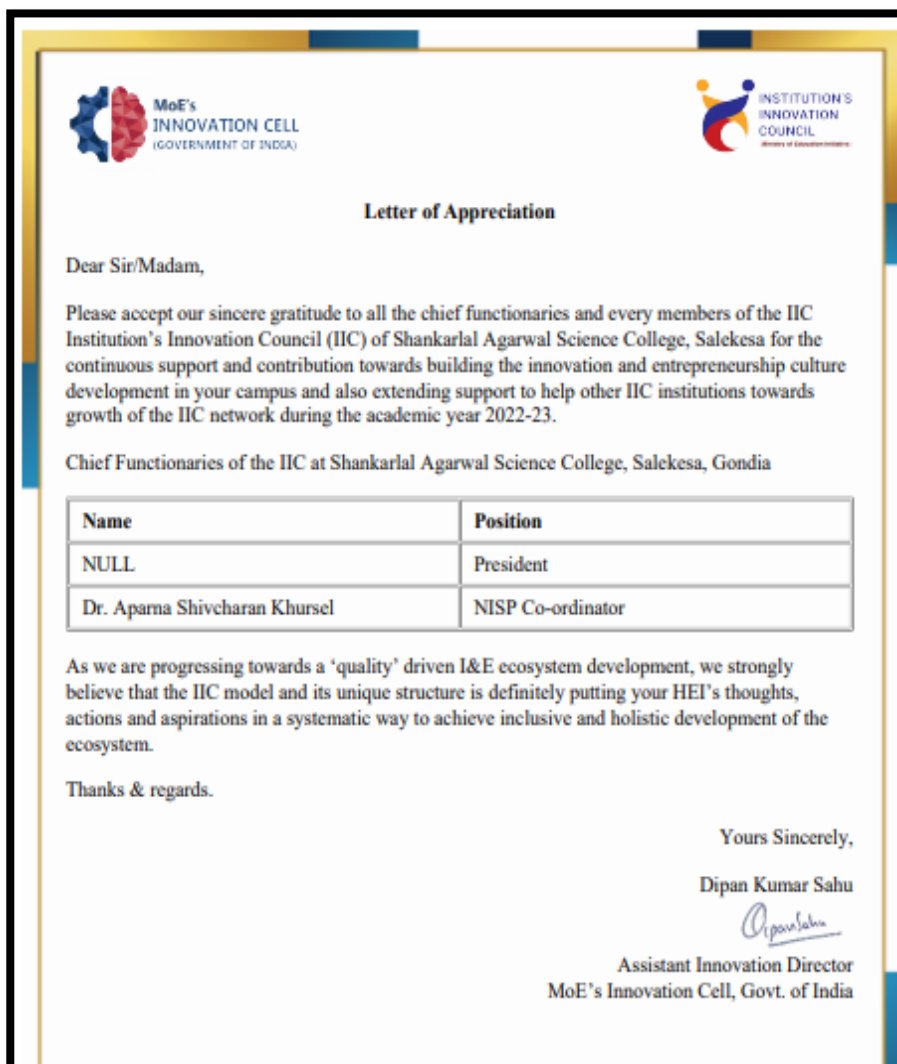 MoE's
INNOVATION CELL
(GOVERNMENT OF INDIA)
INSTITUTION'S
INNOVATION
COUNCIL
(Ministry of Education Initiative)
Letter of Appreciation
Dear Sir/Madam,
Please accept our sincere gratitude to all the chief functionaries and every members of the IIC
Institution's Innovation Council (IIC) of Shankarlal Agarwal Science College, Salekesa for the
continuous support and contribution towards building the innovation and entrepreneurship culture
development in your campus and also extending support to help other IIC institutions towards
growth of the IIC network during the academic year 2022-23.
Chief Functionaries of the IIC at Shankarlal Agarwal Science College, Salekesa, Gondia
Name Position
NULL President
Dr. Aparna Shivcharan Khursel NISP Co-ordinator
As we are progressing towards a ‘quality’ driven I&E ecosystem development, we strongly
believe that the IIC model and its unique structure is definitely putting your HEI's thoughts,
actions and aspirations in a systematic way to achieve inclusive and holistic development of the
ecosystem.
Thanks & regards.
Yours Sincerely,
Dipan Kumar Sahu
DipanSahu
Assistant Innovation Director
MoE's Innovation Cell, Govt. of India